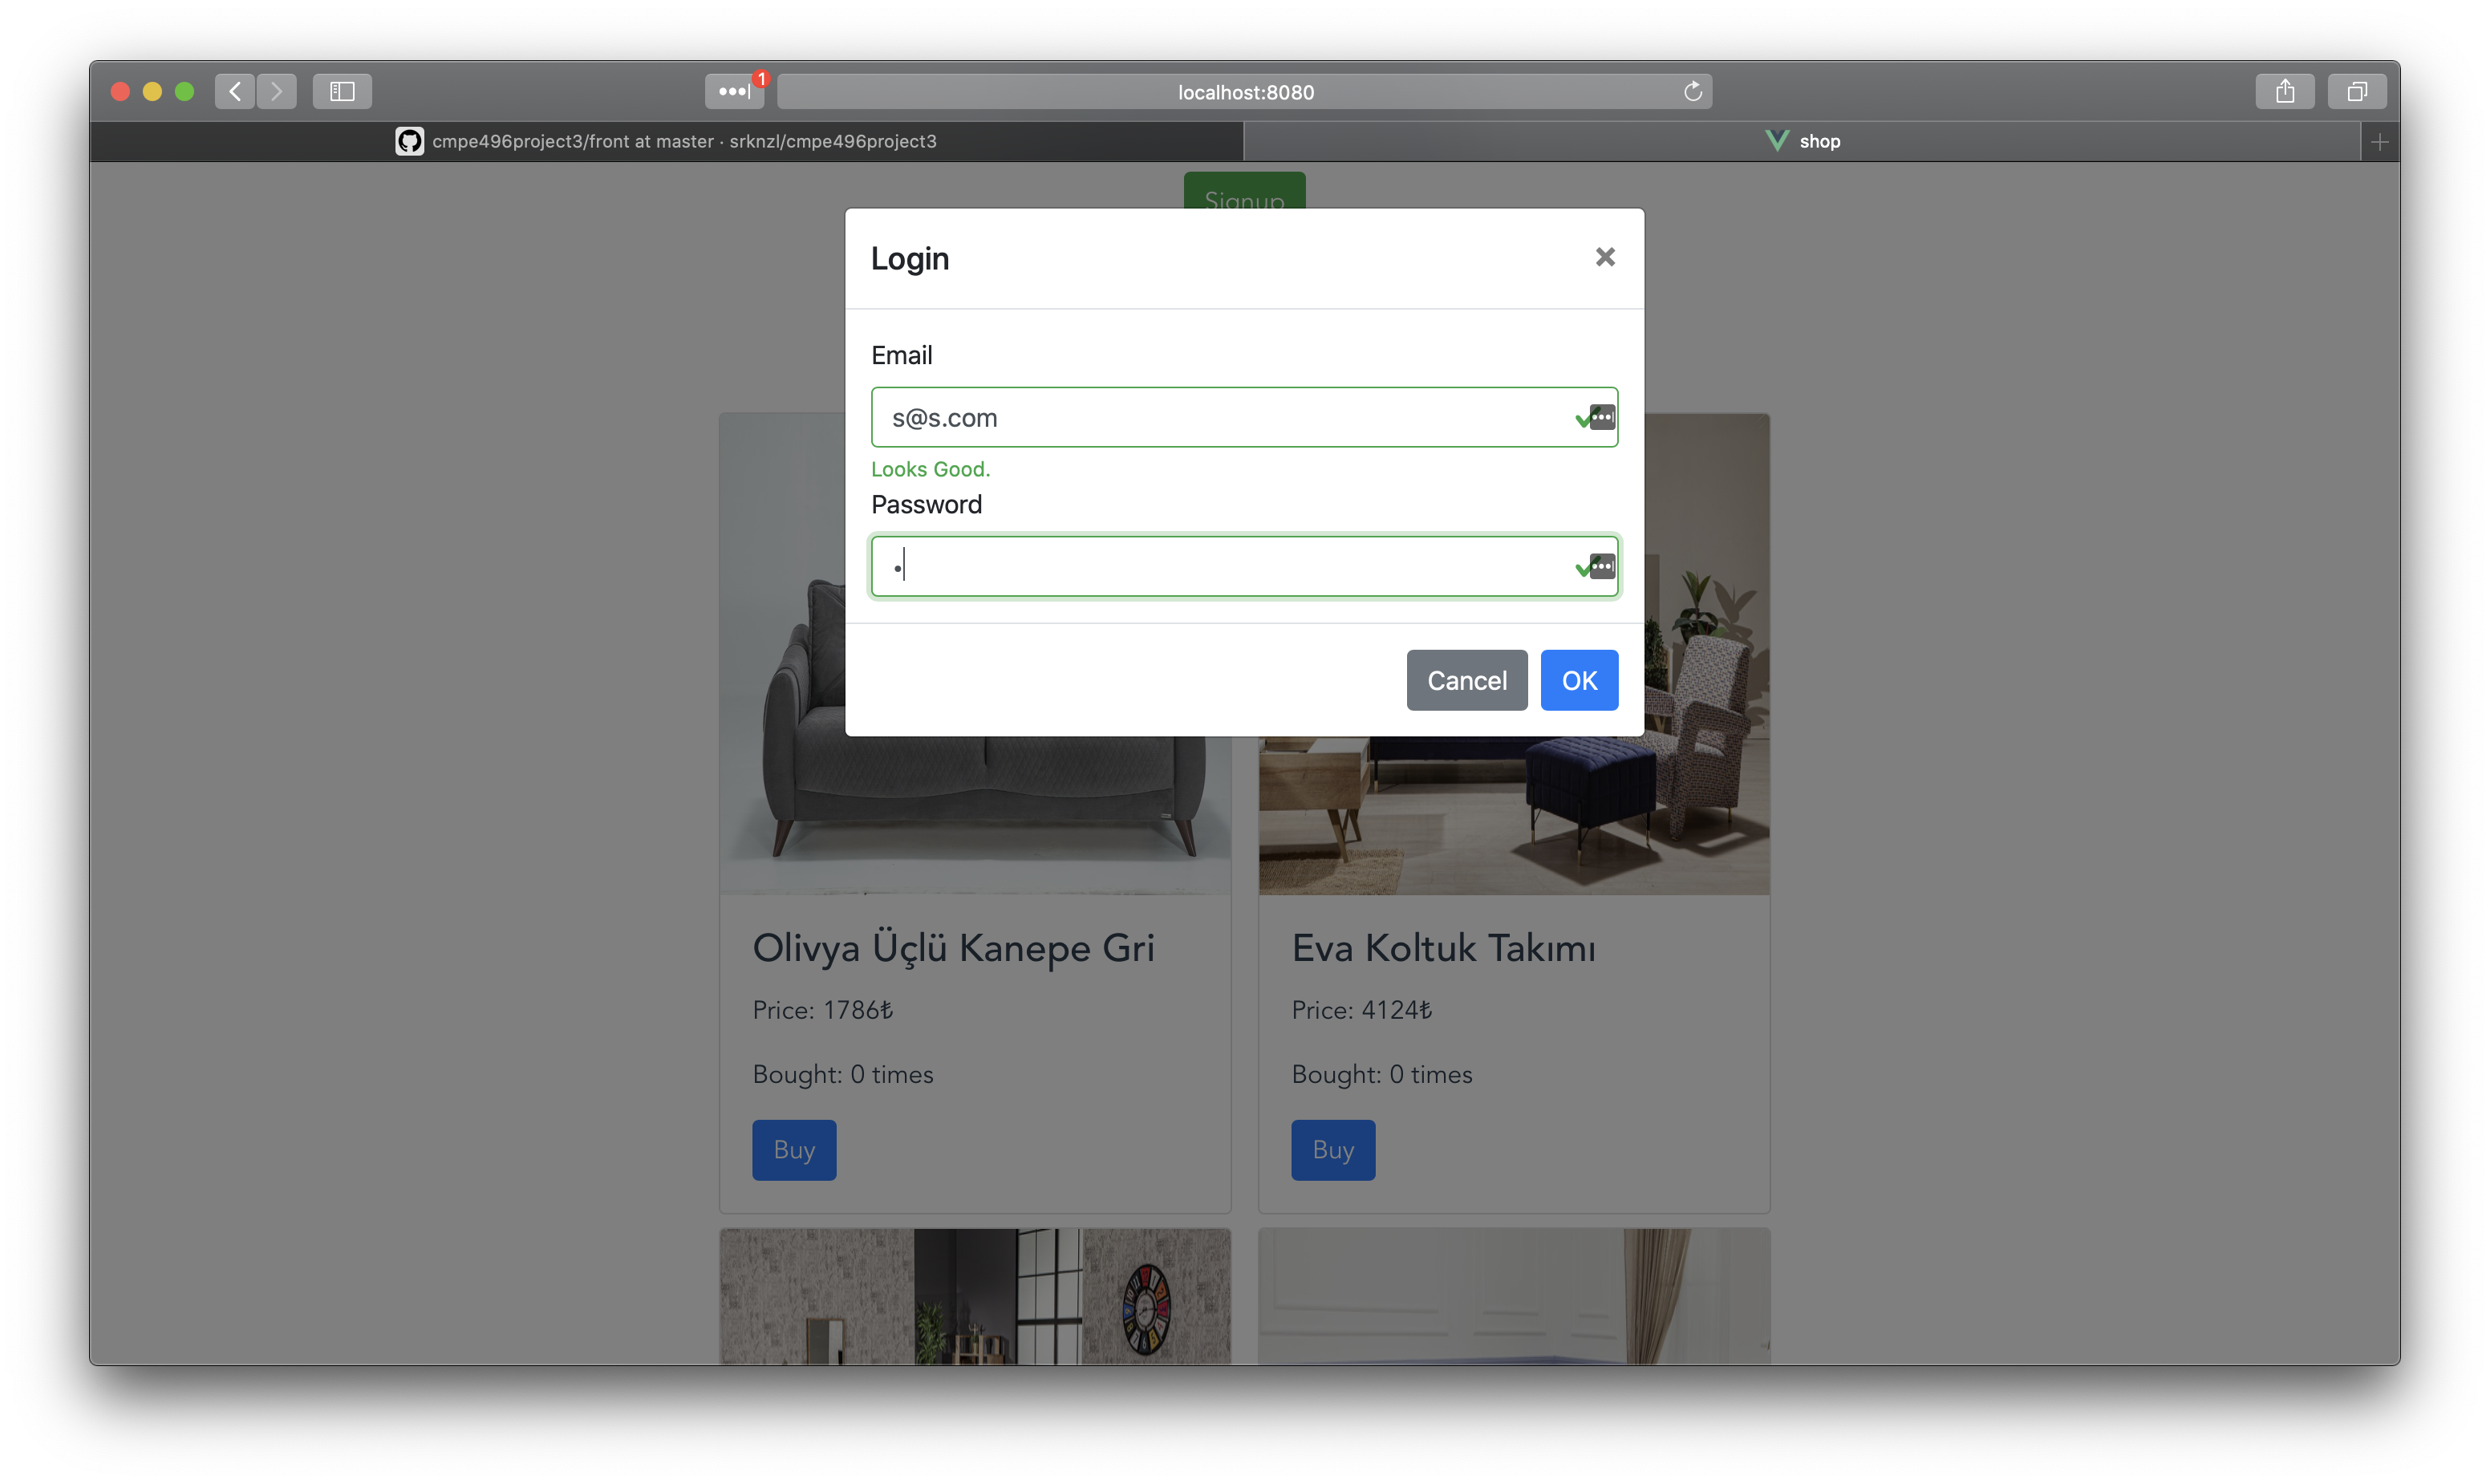 1
localhost:8080
cmpe496project3/front at master · srknzl/cmpe496project3
shop
Signup
Login
Email
s@s.com
Looks Good.
Password
Cancel
OK
Olivya Üçlü Kanepe Gri
Eva Koltuk Takımı
Price: 1786₺
Price: 4124₺
Bought: 0 times
Bought: 0 times
Buy
Buy